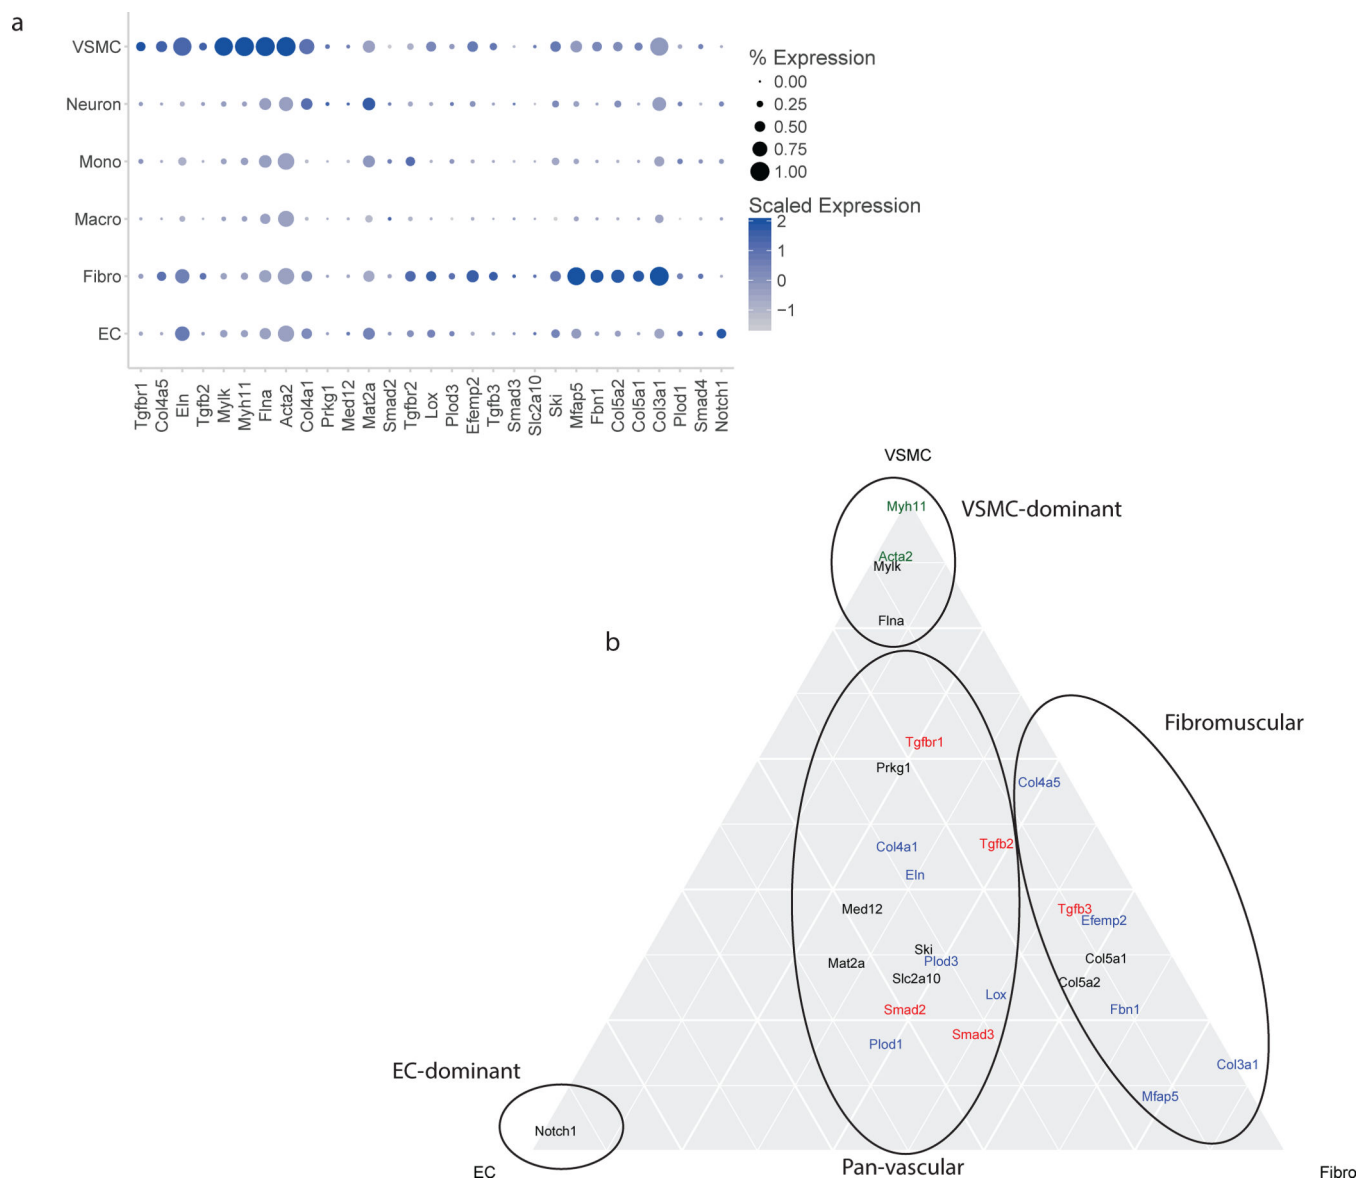 a
VSMC
Neuron
Mono
Macro
Fibro
EC
Tgfbr1
Col4a5
Eln
Tgfb2
Mylk
Myh11
Flna
Acta2
Col4a1
Prkg1
Med12
Mat2a
Smad2
Tgfbr2
Lox
Plod3
Efemp2
Tgfb3
Smad3
Slc2a10
Ski
Mfap5
Fbn1
Col5a2
Col5a1
Col3a1
Plod1
Smad4
Notch1
% Expression
0.00
0.25
0.50
0.75
1.00
Scaled Expression
2
1
0
−1
b
VSMC
Myh11
VSMC-dominant
Acta2
Mylk
Flna
Fibromuscular
Tgfbr1
Prkg1
Col4a5
Col4a1
Tgfb2
Eln
Med12
Tgfb3
Efemp2
Ski
Mat2a
Plod3
Col5a1
Slc2a10
Col5a2
Lox
Smad2
Fbn1
Smad3
Plod1
Col3a1
EC-dominant
Mfap5
Notch1
Pan-vascular
EC
Fibro